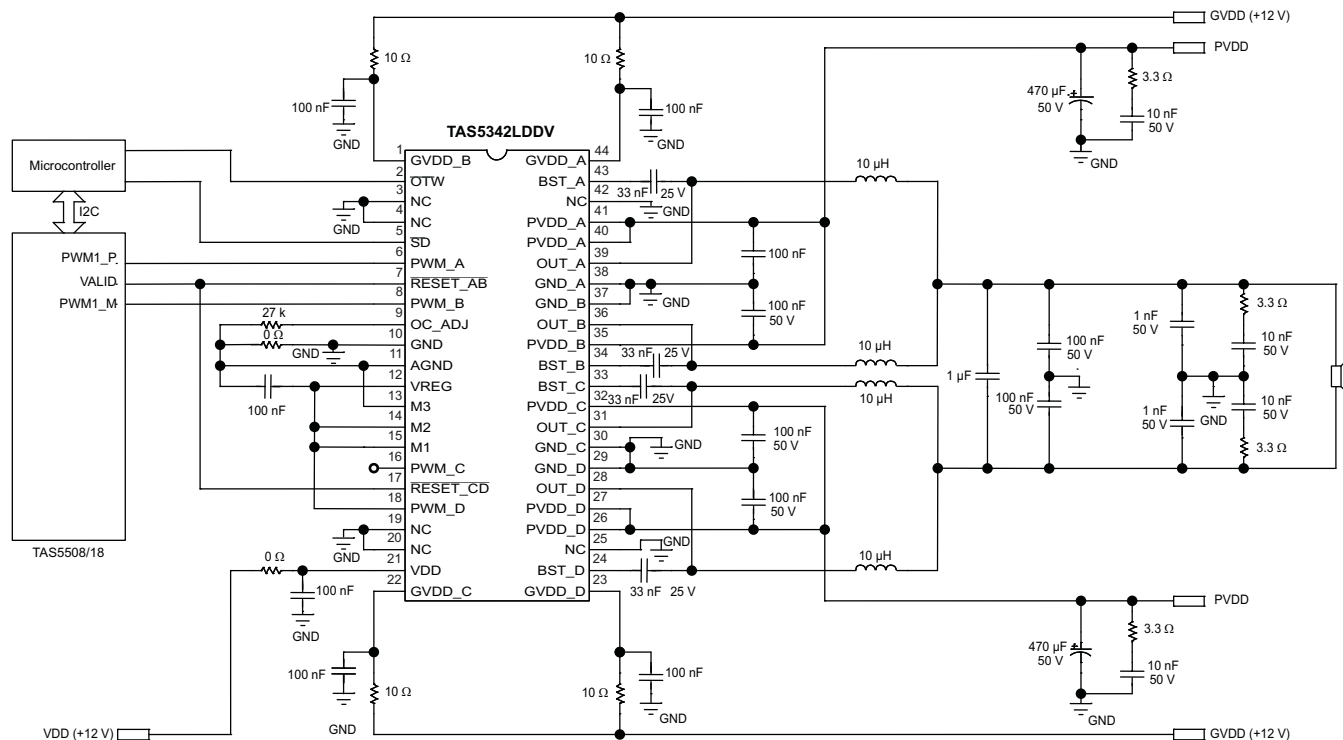 GVDD (+12 V)
10 Ω
10 Ω
PVDD
3.3 Ω
470 µF
50 V
10 nF
50 V
100 nF
GND
100 nF
GND
GND
TAS5342LDDV
Microcontroller
I2C
PWM1_P
VALID
PWM1_M
TAS5508/18
1
GVDD_B
2
OTW
3
NC
4
NC
5
SD
6
PWM_A
7
RESET_AB
8
PWM_B
9
OC_ADJ
10
GND
11
AGND
12
VREG
13
M3
14
M2
15
M1
16
PWM_C
17
RESET_CD
18
PWM_D
19
NC
20
NC
21
VDD
22
GVDD_C
44
GVDD_A
43
BST_A
42
NC
41
PVDD_A
40
PVDD_A
39
OUT_A
38
GND_A
37
GND_B
36
OUT_B
35
PVDD_B
34
BST_B
33
BST_C
32
PVDD_C
31
OUT_C
30
GND_C
29
GND_D
28
OUT_D
27
PVDD_D
26
PVDD_D
25
NC
24
BST_D
23
GVDD_D
GND
27 k
0 Ω
GND
100 nF
GND
0 Ω
100 nF
GND
33 nF 25 V
GND
10 µH
100 nF
GND
100 nF
50 V
33 nF 25 V
10 µH
33 nF 25V
10 µH
GND
100 nF
50 V
100 nF
50 V
GND
33 nF 25 V
10 µH
1 µF
100 nF
50 V
100 nF
50 V
1 nF
50 V
1 nF
50 V
GND
3.3 Ω
10 nF
50 V
10 nF
50 V
3.3 Ω
PVDD
3.3 Ω
470 µF
50 V
10 nF
50 V
GND
100 nF
10 Ω
GND
10 Ω
100 nF
GND
VDD (+12 V)
GVDD (+12 V)